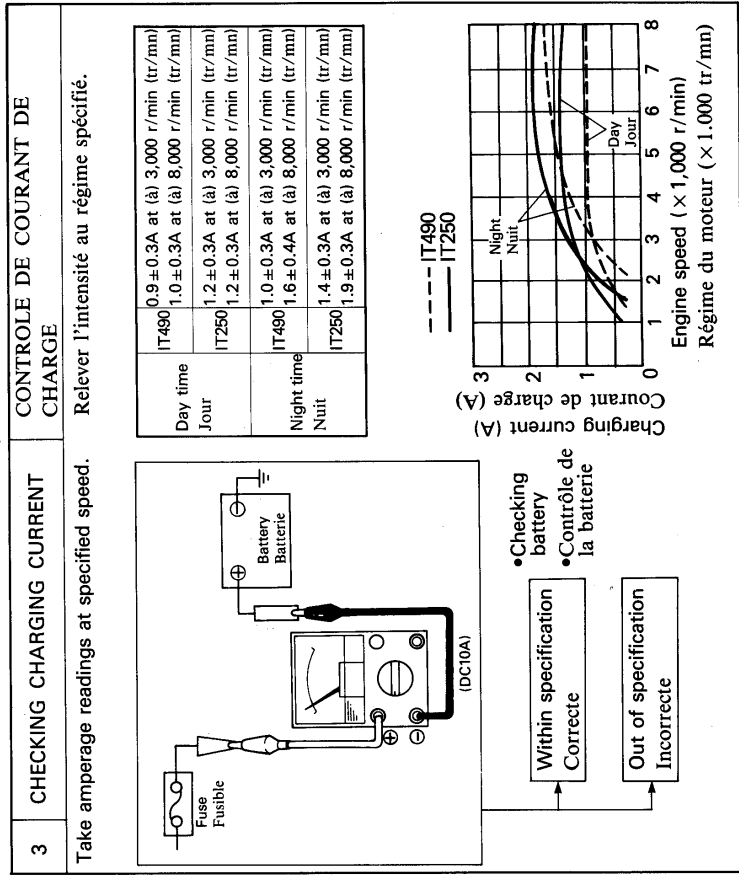 3
CHECKING CHARGING CURRENT
CONTROLE DE COURANT DE
CHARGE
Take amperage readings at specified speed.
Relever l'intensité au régime spécifié.
Fuse
Fusible
⊕
⊖
(DC10A)
⊕
⊖
Battery
Batterie
Within specification
Correcte
•Checking
battery
•Contrôle de
la batterie
Out of specification
Incorrecte
Day time
Jour
IT490
0.9 ± 0.3A at (à) 3,000 r/min (tr/mn)
1.0 ± 0.3A at (à) 8,000 r/min (tr/mn)
IT250
1.2 ± 0.3A at (à) 3,000 r/min (tr/mn)
1.2 ± 0.3A at (à) 8,000 r/min (tr/mn)
Night time
Nuit
IT490
1.0 ± 0.3A at (à) 3,000 r/min (tr/mn)
1.6 ± 0.4A at (à) 8,000 r/min (tr/mn)
IT250
1.4 ± 0.3A at (à) 3,000 r/min (tr/mn)
1.9 ± 0.3A at (à) 8,000 r/min (tr/mn)
--- IT490
— IT250
Charging current (A)
Courant de charge (A)
3
2
1
0
Night
Nuit
Day
Jour
1 2 3 4 5 6 7 8
Engine speed (×1,000 r/min)
Régime du moteur (×1.000 tr/mn)